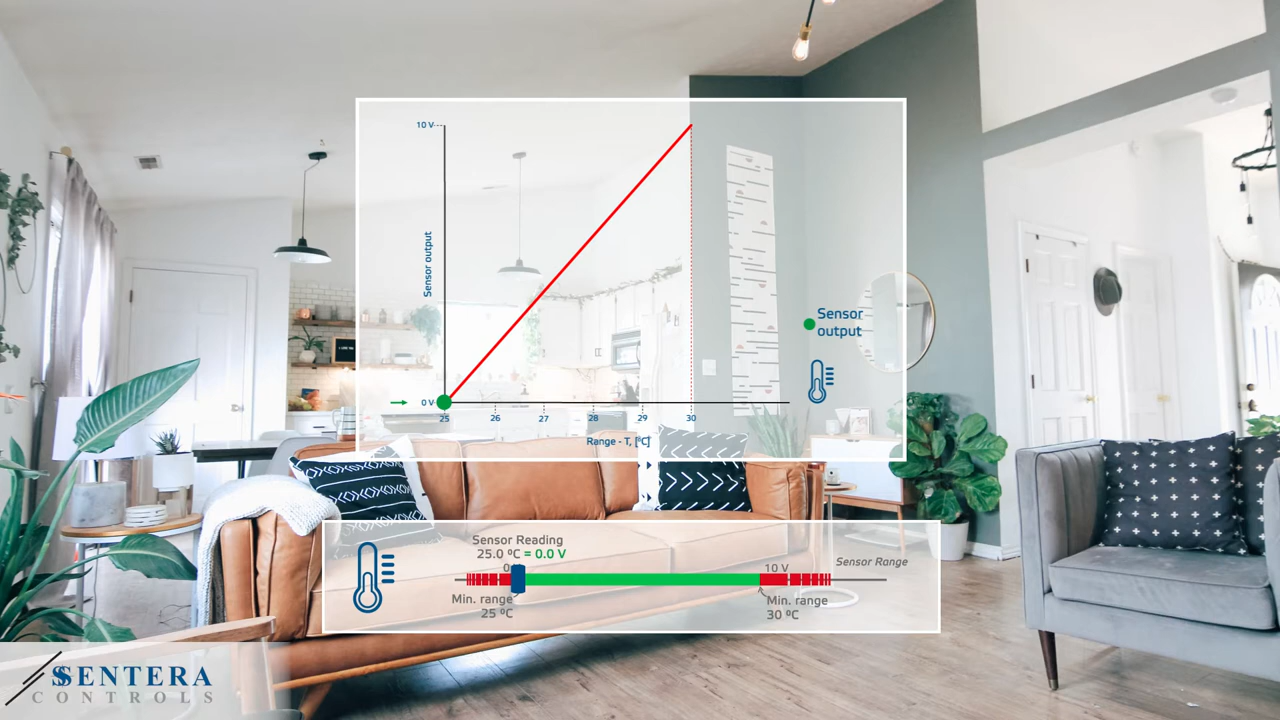 10 V
Sensor output
0 V
25 26 27 28 29 30
Range - T, [ºC]
Sensor
output
Sensor Reading
25.0 ºC = 0.0 V
0
10 V
Sensor Range
Min. range
25 ºC
Min. range
30 ºC
SENTERA
CONTROLS